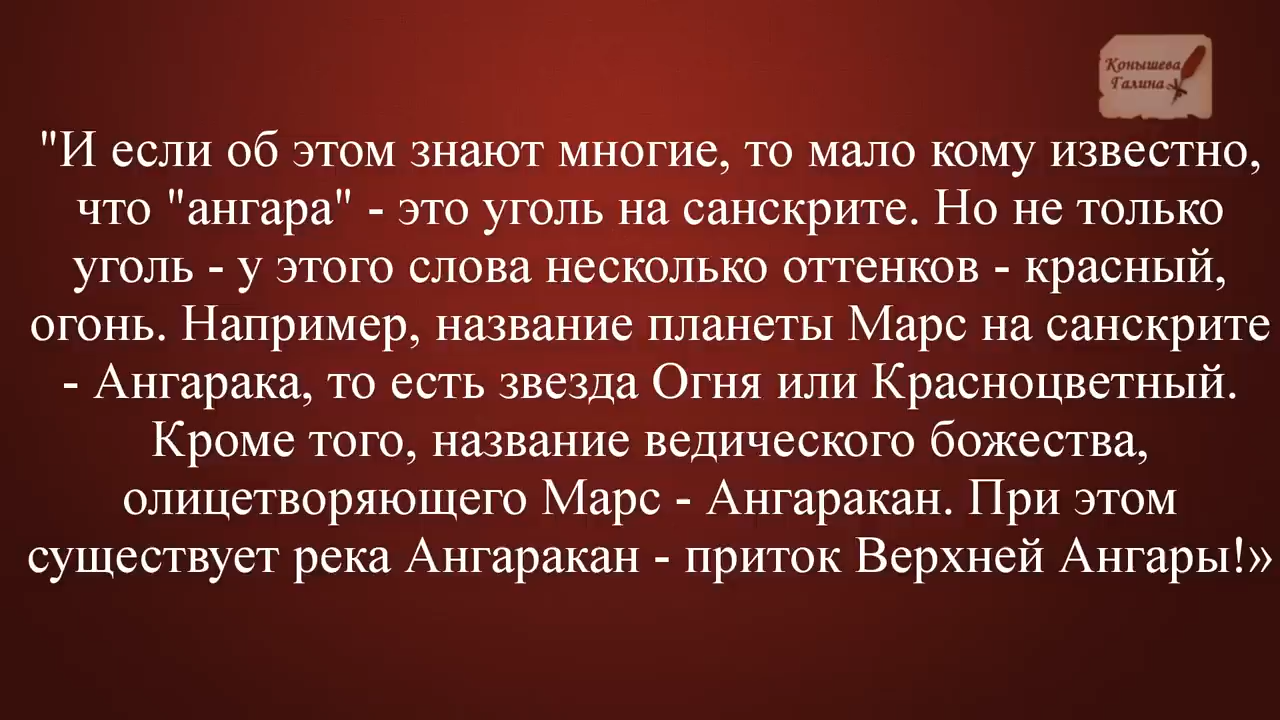 Конышева
Галина
"И если об этом знают многие, то мало кому известно,
что "ангара" - это уголь на санскрите. Но не только
уголь - у этого слова несколько оттенков - красный,
огонь. Например, название планеты Марс на санскрите
- Ангарака, то есть звезда Огня или Красноцветный.
Кроме того, название ведического божества,
олицетворяющего Марс - Ангаракан. При этом
существует река Ангаракан - приток Верхней Ангары!»